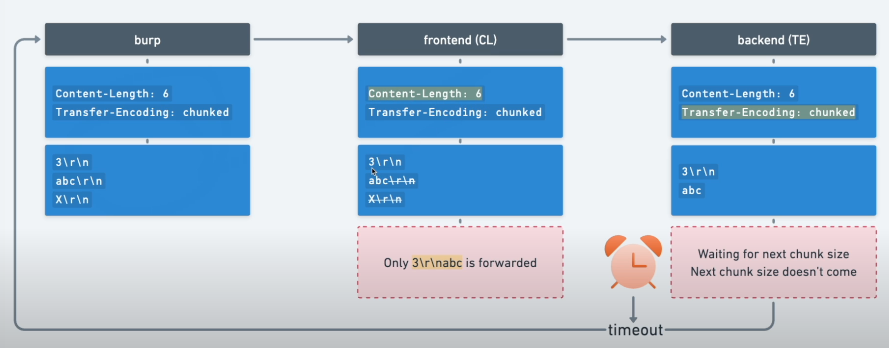 burp
frontend (CL)
backend (TE)
Content-Length: 6
Transfer-Encoding: chunked
Content-Length: 6
Transfer-Encoding: chunked
Content-Length: 6
Transfer-Encoding: chunked
3\r\n
abc\r\n
X\r\n
3\r\n
abc\r\n
X\r\n
3\r\n
abc
Only 3\r\nabc is forwarded
Waiting for next chunk size
Next chunk size doesn't come
timeout